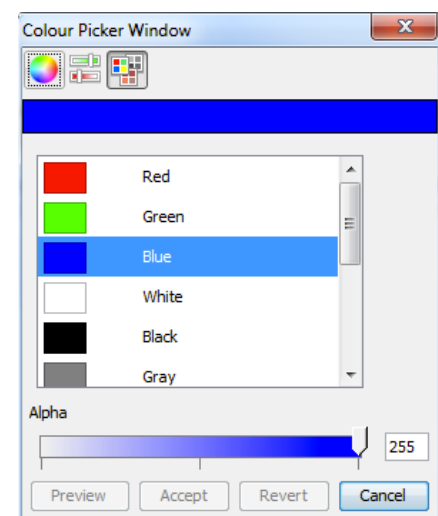 Colour Picker Window
Red
Green
Blue
White
Black
Gray
Alpha
255
Preview Accept Revert Cancel